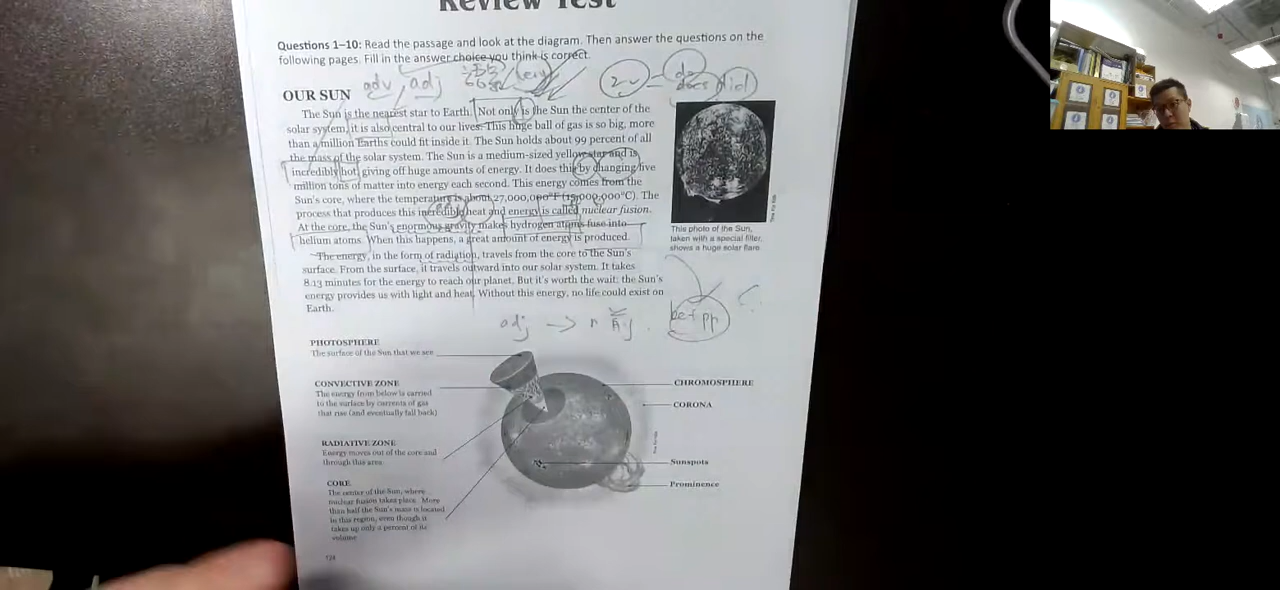 Review Test
Questions 1–10: Read the passage and look at the diagram. Then answer the questions on the
following pages. Fill in the answer choice you think is correct.
adv, adj
2v = do
does did
OUR SUN
The Sun is the nearest star to Earth. Not only is the Sun the center of the
solar system, it is also central to our lives. This huge ball of gas is so big, more
than a million Earths could fit inside it. The Sun holds about 99 percent of all
the mass of the solar system. The Sun is a medium-sized yellow star and is
incredibly hot, giving off huge amounts of energy. It does this by changing five
million tons of matter into energy each second. This energy comes from the
Sun's core, where the temperature is about 27,000,000°F (15,000,000°C). The
process that produces this incredible heat and energy is called nuclear fusion.
At the core, the Sun's enormous gravity makes hydrogen atoms fuse into
helium atoms. When this happens, a great amount of energy is produced.
The energy, in the form of radiation, travels from the core to the Sun's
surface. From the surface, it travels outward into our solar system. It takes
8.13 minutes for the energy to reach our planet. But it's worth the wait: the Sun's
energy provides us with light and heat. Without this energy, no life could exist on
Earth.
This photo of the Sun,
taken with a special filter,
shows a huge solar flare.
adj → n
be+pp
PHOTOSPHERE
The surface of the Sun that we see
CONVECTIVE ZONE
The energy from below is carried
to the surface by currents of gas
that rise (and eventually fall back)
RADIATIVE ZONE
Energy moves out of the core and
through this area
CORE
The center of the Sun, where
nuclear fusion takes place. More
than half the Sun's mass is located
in this region, even though it
takes up only a percent of its
volume
CHROMOSPHERE
CORONA
Sunspots
Prominence
124